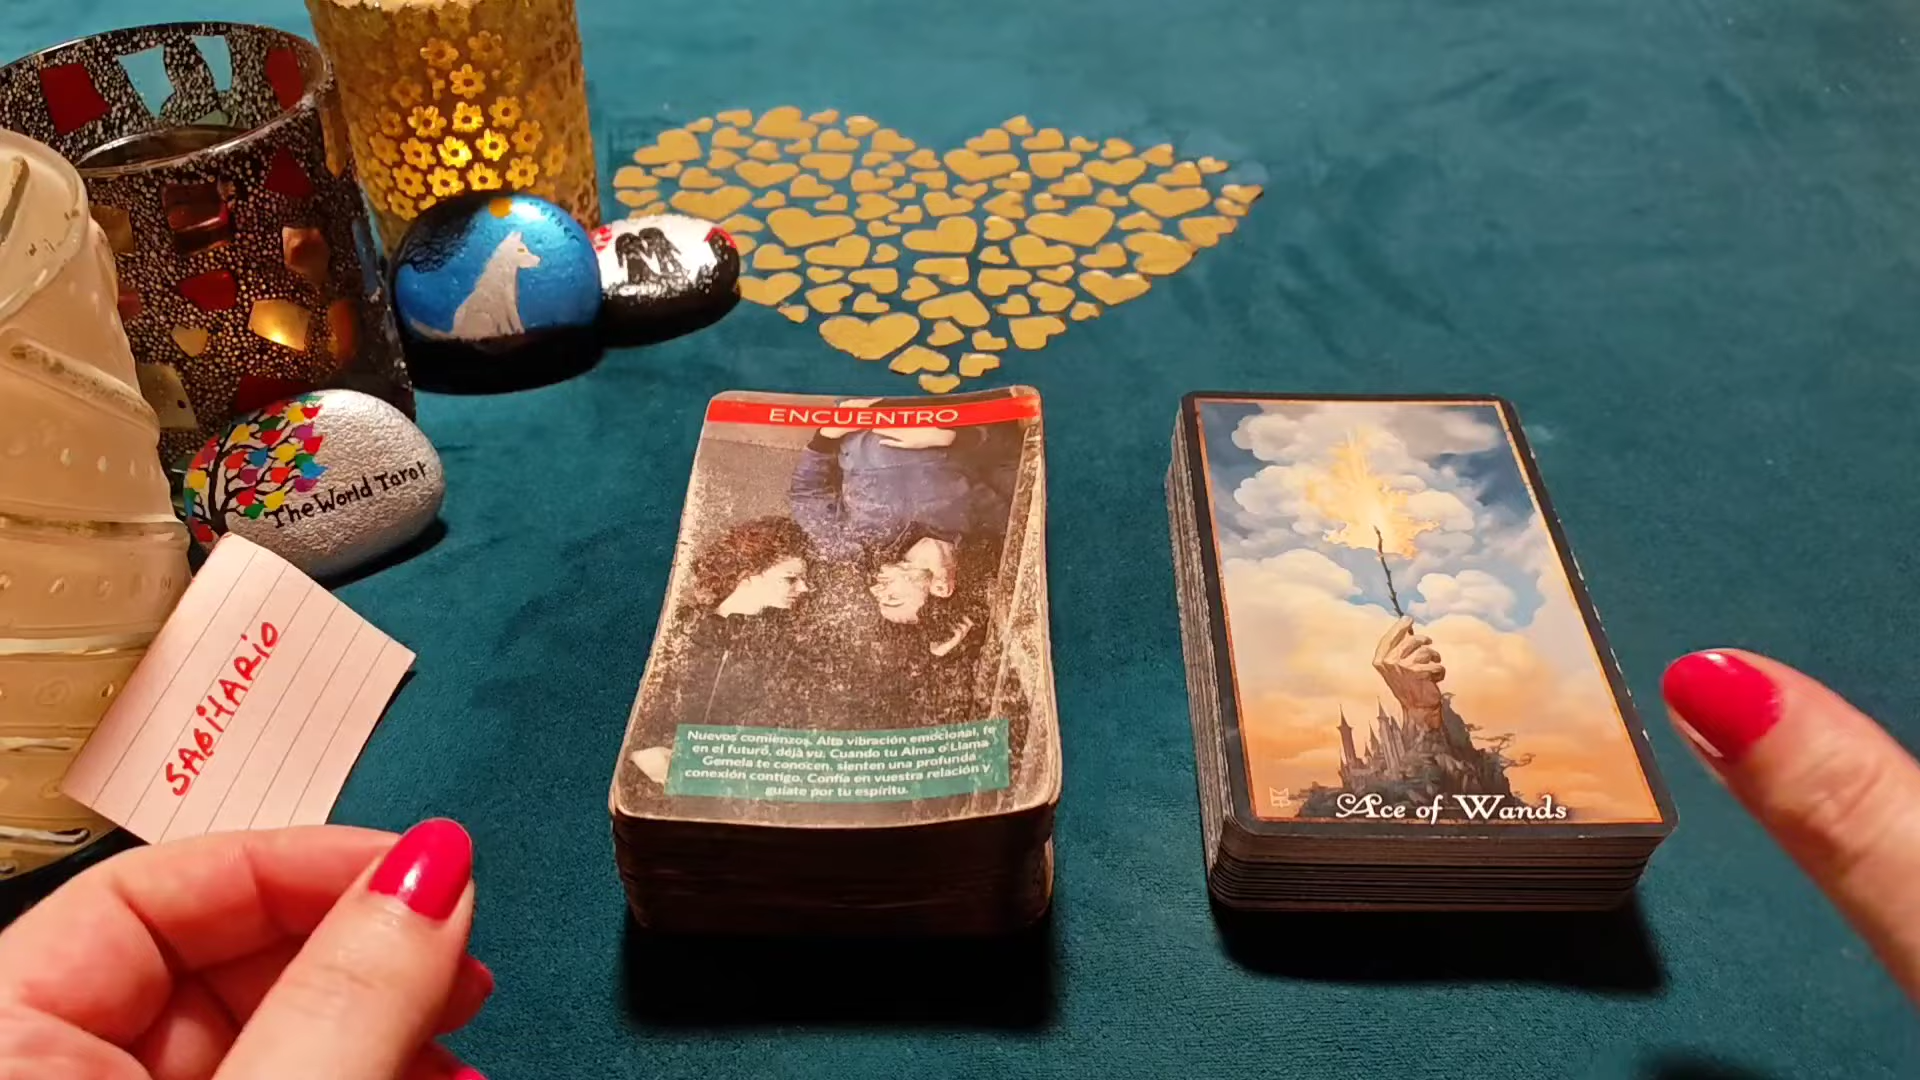 ENCUENTRO
Nuevos comienzos. Alta vibración emocional, fe
en el futuro, déjà vu. Cuando tu Alma o Llama
Gemela te conocen, sienten una profunda
conexión contigo. Confía en vuestra relación y
guíate por tu espíritu.
Ace of Wands
The World Tarot
SAGITARIO